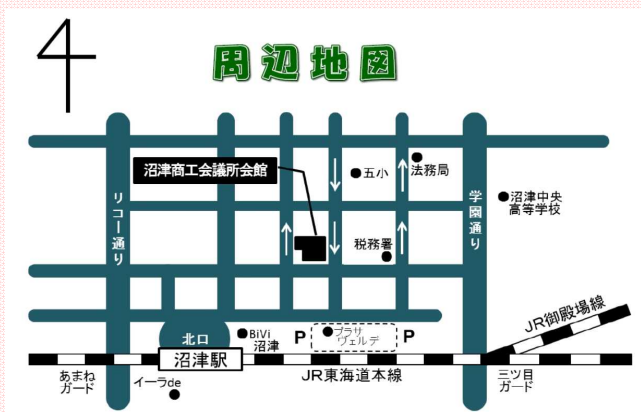 周辺地図
沼津商工会議所会館
五小
法務局
リコー通り
学園通り
沼津中央
高等学校
税務署
北口
BiVi
沼津
P
プラサ
ヴェルデ
P
JR御殿場線
沼津駅
あまね
ガード
イーラde
JR東海道本線
三ツ目
ガード